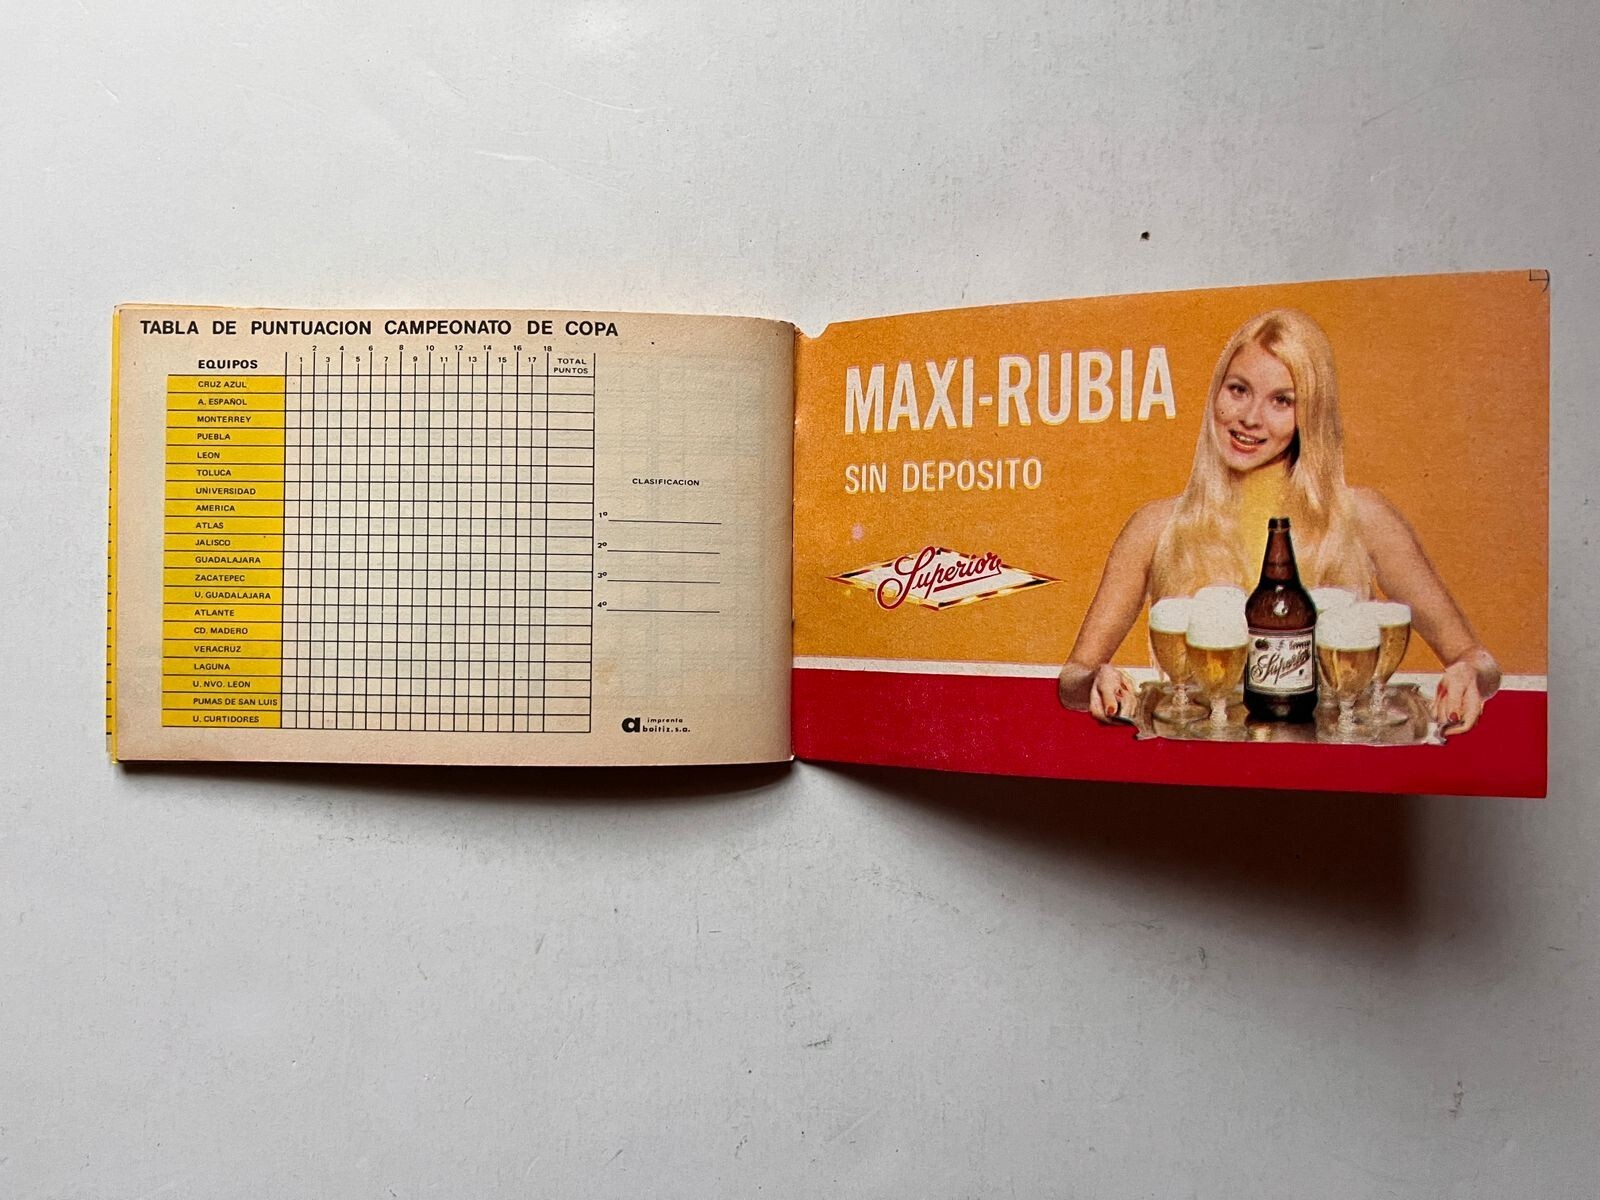 TABLA DE PUNTUACION CAMPEONATO DE COPA
EQUIPOS
1 2 3 4 5 6 7 8 9 10 11 12 13 14 15 16 17 18
TOTAL
PUNTOS
CRUZ AZUL
A. ESPAÑOL
MONTERREY
PUEBLA
LEON
TOLUCA
UNIVERSIDAD
AMERICA
ATLAS
JALISCO
GUADALAJARA
ZACATEPEC
U. GUADALAJARA
ATLANTE
CD. MADERO
VERACRUZ
LAGUNA
U. NVO. LEON
PUMAS DE SAN LUIS
U. CURTIDORES
CLASIFICACION
1º
2º
3º
4º
imprenta
aboitiz, s.a.
MAXI-RUBIA
SIN DEPOSITO
Superior
Superior